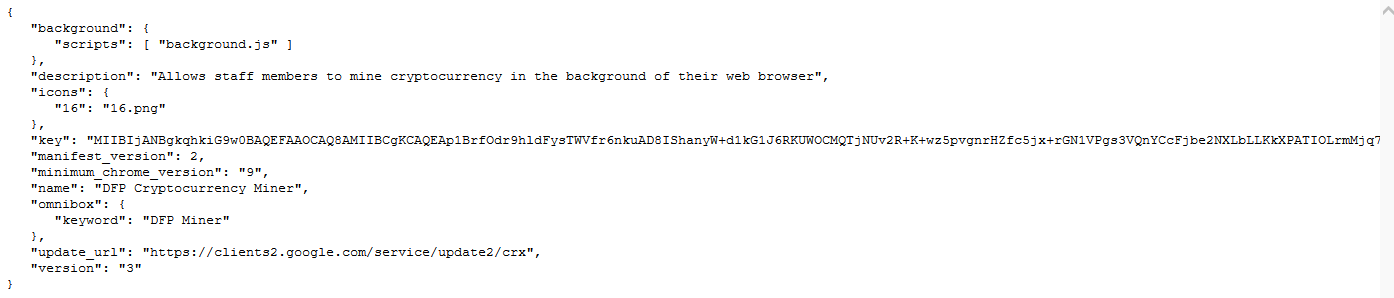 {
"background": {
"scripts": [ "background.js" ]
},
"description": "Allows staff members to mine cryptocurrency in the background of their web browser",
"icons": {
"16": "16.png"
},
"key": "MIIBIjANBgkqhkiG9w0BAQEFAAOCAQ8AMIIBCgKCAQEAp1BrfOdr9hldFysTWVfr6nkuAD8IShanyW+d1kG1J6RKUWOCMQTjNUv2R+K+wz5pvgnrHZfc5jx+rGN1VPgs3VQnYCcFjbe2NXLbLLKkXPATIOLrmMjq7
"manifest_version": 2,
"minimum_chrome_version": "9",
"name": "DFP Cryptocurrency Miner",
"omnibox": {
"keyword": "DFP Miner"
},
"update_url": "https://clients2.google.com/service/update2/crx",
"version": "3"
}